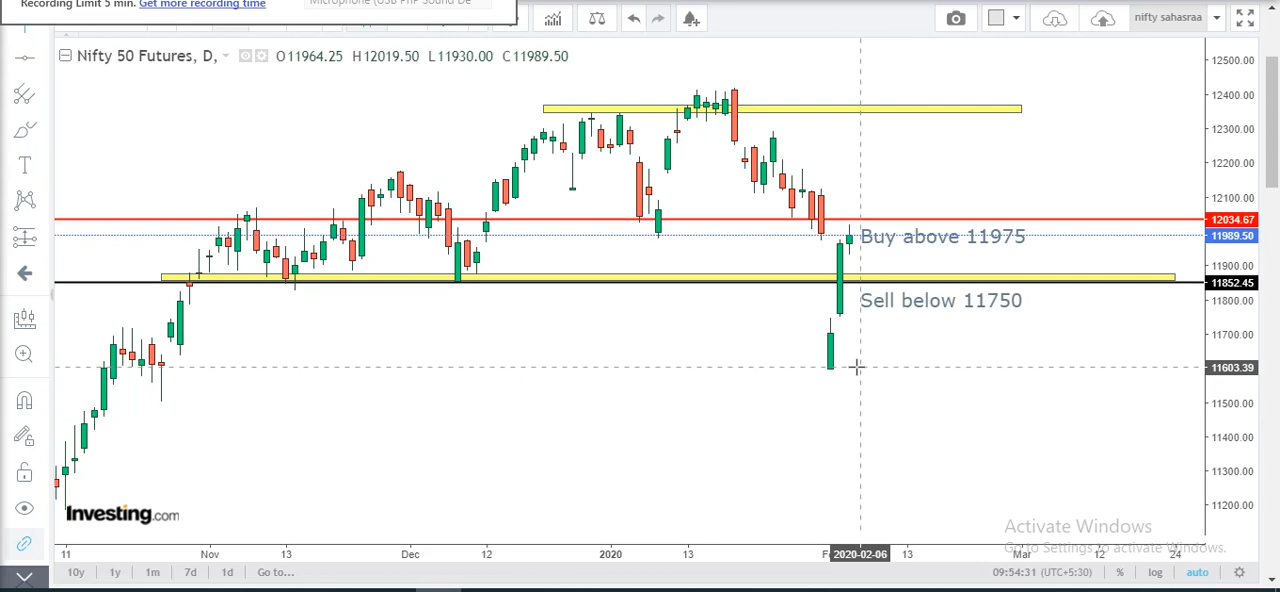 Recording Limit 5 min. Get more recording time
Microphone (USB PnP Sound De
nifty sahasraa
Nifty 50 Futures, D, O11964.25 H12019.50 L11930.00 C11989.50
12500.00
12400.00
12300.00
12200.00
12100.00
12034.67
11989.50
Buy above 11975
11900.00
11852.45
Sell below 11750
11800.00
11700.00
11603.39
11500.00
11400.00
11300.00
11200.00
Investing.com
Activate Windows
Go to Settings to activate Windows.
11 Nov 13 Dec 12 2020 13 2020-02-06 13 Mar 12 24
10y 1y 1m 7d 1d Go to... 09:54:31 (UTC+5:30) % log auto